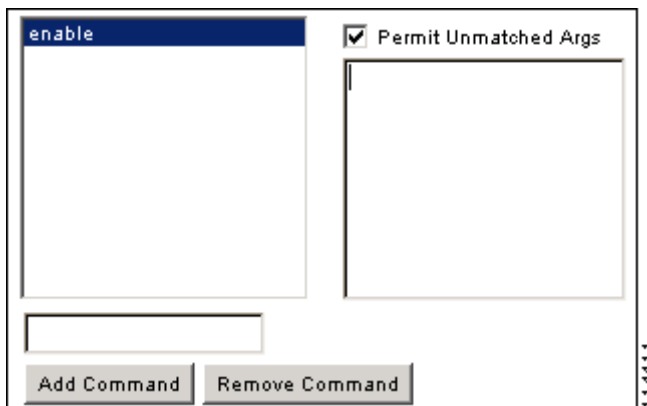 enable
Permit Unmatched Args
Add Command
Remove Command